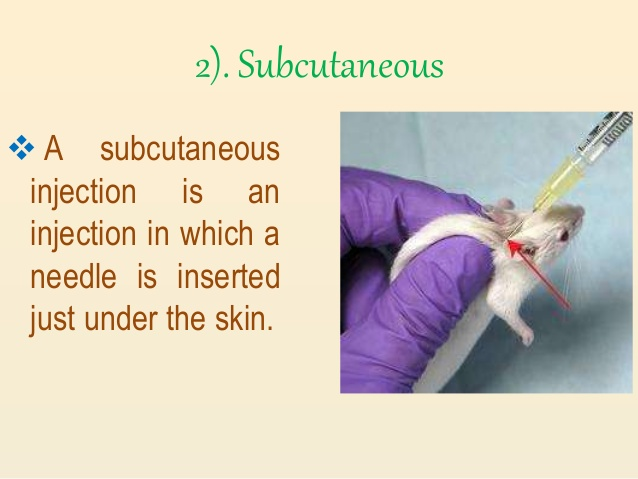 2). Subcutaneous
❖ A subcutaneous
injection is an
injection in which a
needle is inserted
just under the skin.